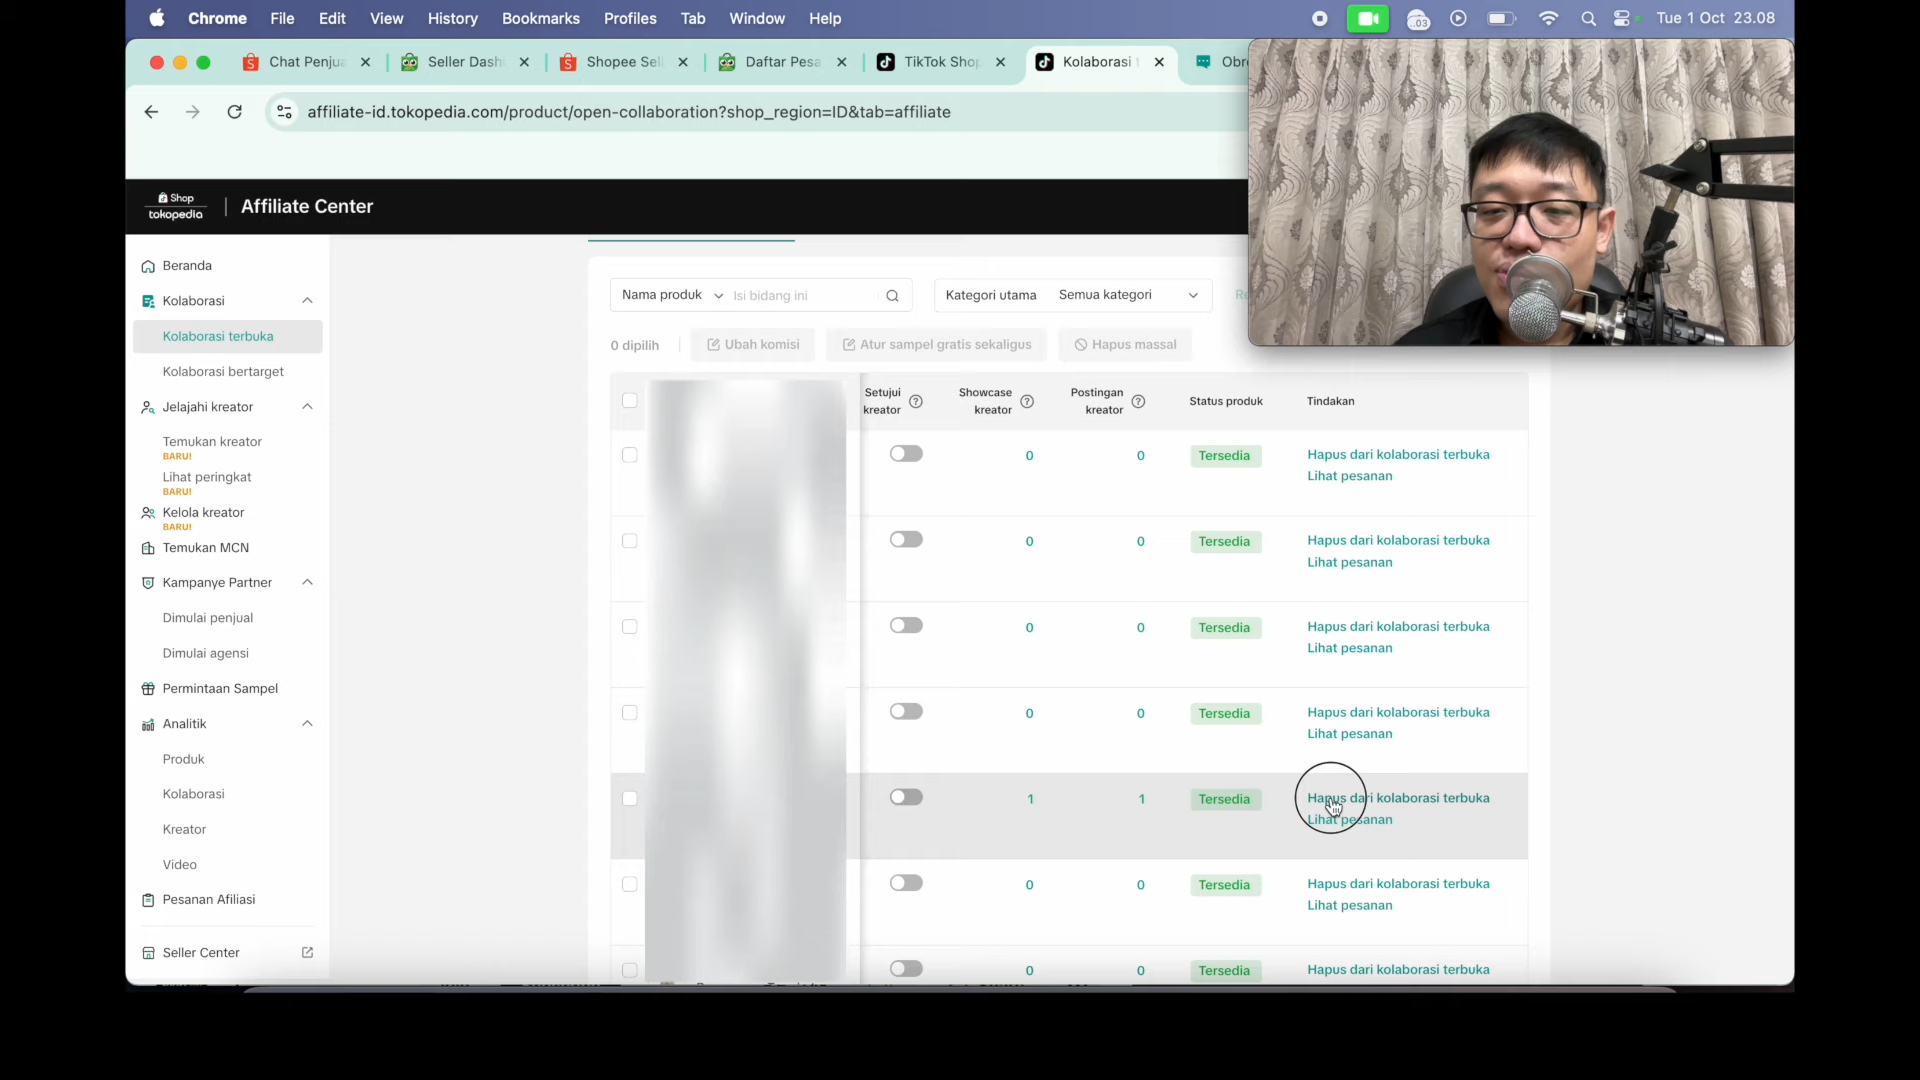 Chrome File Edit View History Bookmarks Profiles Tab Window Help
.03
Tue 1 Oct 23.08
Chat Penjua
Seller Dash
Shopee Sel
Daftar Pesa
TikTok Shop
Kolaborasi t
Obro
affiliate-id.tokopedia.com/product/open-collaboration?shop_region=ID&tab=affiliate
Shop
tokopedia
Affiliate Center
Beranda
Kolaborasi
Kolaborasi terbuka
Kolaborasi bertarget
Jelajahi kreator
Temukan kreator
BARU!
Lihat peringkat
BARU!
Kelola kreator
BARU!
Temukan MCN
Kampanye Partner
Dimulai penjual
Dimulai agensi
Permintaan Sampel
Analitik
Produk
Kolaborasi
Kreator
Video
Pesanan Afiliasi
Seller Center
Nama produk Isi bidang ini
Kategori utama Semua kategori
Re
0 dipilih
Ubah komisi
Atur sampel gratis sekaligus
Hapus massal
Setujui kreator
Showcase kreator
Postingan kreator
Status produk
Tindakan
0 0 Tersedia Hapus dari kolaborasi terbuka
Lihat pesanan
0 0 Tersedia Hapus dari kolaborasi terbuka
Lihat pesanan
0 0 Tersedia Hapus dari kolaborasi terbuka
Lihat pesanan
0 0 Tersedia Hapus dari kolaborasi terbuka
Lihat pesanan
1 1 Tersedia Hapus dari kolaborasi terbuka
Lihat pesanan
0 0 Tersedia Hapus dari kolaborasi terbuka
Lihat pesanan
0 0 Tersedia Hapus dari kolaborasi terbuka